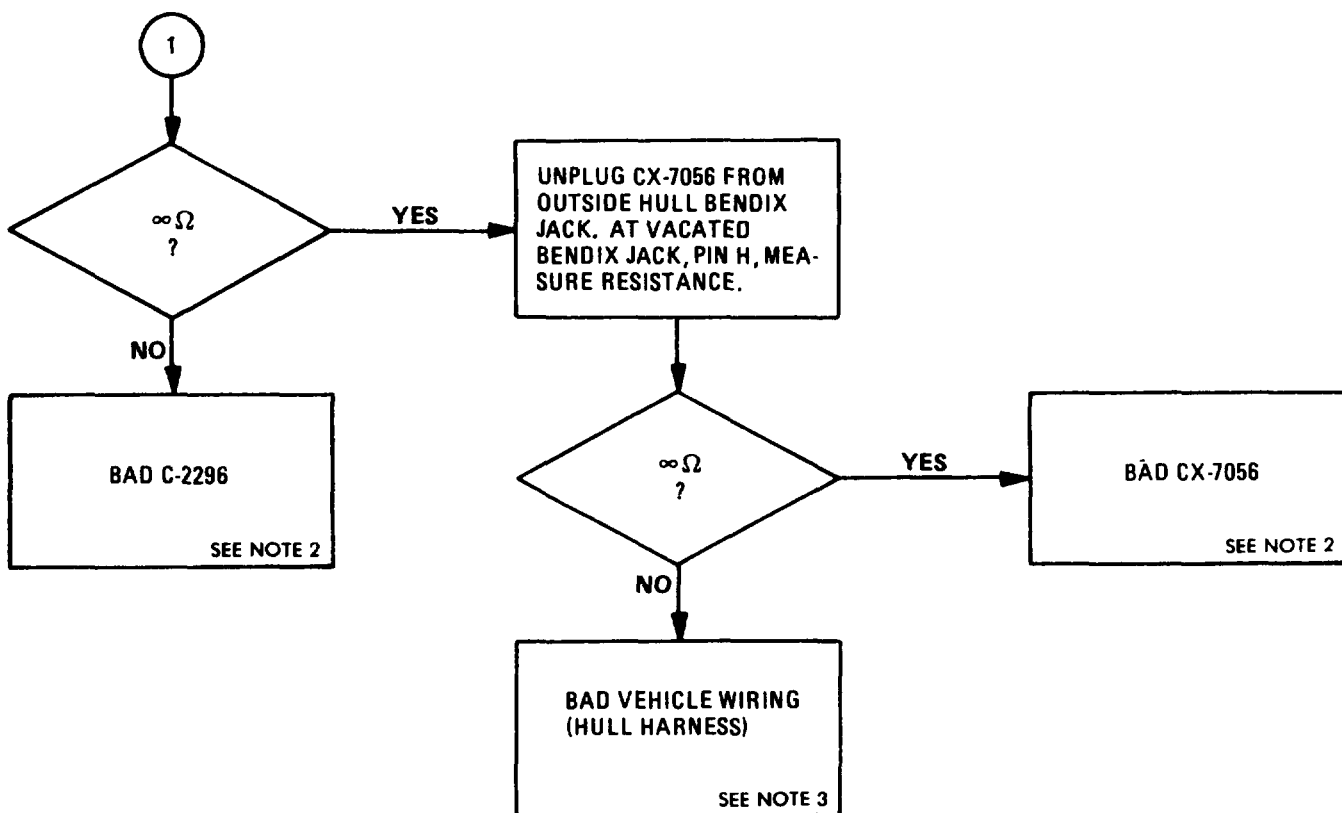 1
∞ Ω
?
YES
NO
UNPLUG CX-7056 FROM
OUTSIDE HULL BENDIX
JACK. AT VACATED
BENDIX JACK, PIN H, MEA-
SURE RESISTANCE.
BAD C-2296
SEE NOTE 2
∞ Ω
?
YES
NO
BAD CX-7056
SEE NOTE 2
BAD VEHICLE WIRING
(HULL HARNESS)
SEE NOTE 3